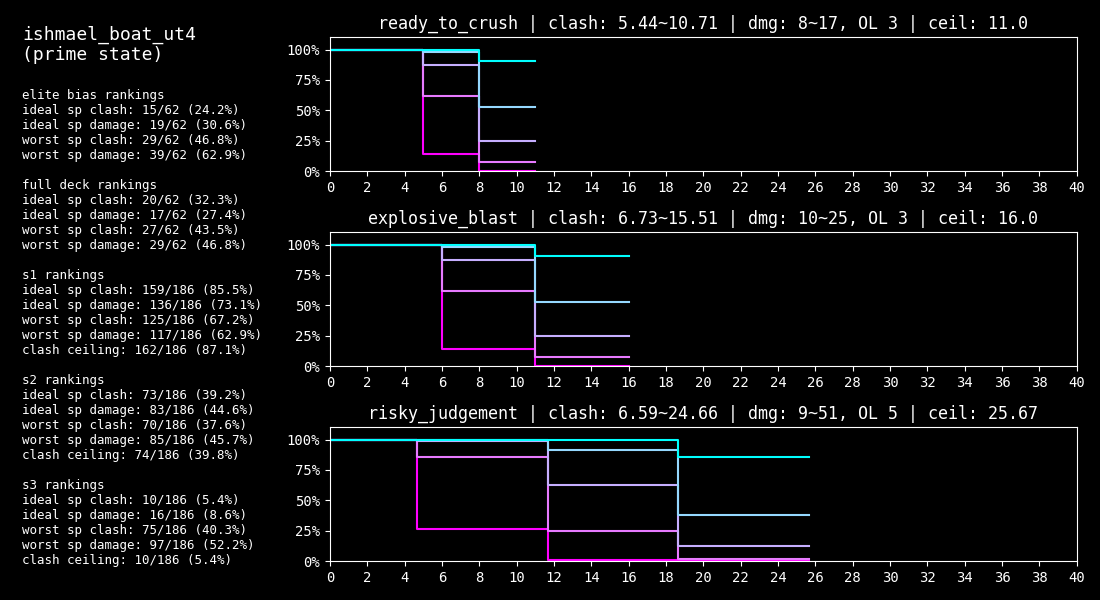 ishmael_boat_ut4
(prime state)
elite bias rankings
ideal sp clash: 15/62 (24.2%)
ideal sp damage: 19/62 (30.6%)
worst sp clash: 29/62 (46.8%)
worst sp damage: 39/62 (62.9%)
full deck rankings
ideal sp clash: 20/62 (32.3%)
ideal sp damage: 17/62 (27.4%)
worst sp clash: 27/62 (43.5%)
worst sp damage: 29/62 (46.8%)
s1 rankings
ideal sp clash: 159/186 (85.5%)
ideal sp damage: 136/186 (73.1%)
worst sp clash: 125/186 (67.2%)
worst sp damage: 117/186 (62.9%)
clash ceiling: 162/186 (87.1%)
s2 rankings
ideal sp clash: 73/186 (39.2%)
ideal sp damage: 83/186 (44.6%)
worst sp clash: 70/186 (37.6%)
worst sp damage: 85/186 (45.7%)
clash ceiling: 74/186 (39.8%)
s3 rankings
ideal sp clash: 10/186 (5.4%)
ideal sp damage: 16/186 (8.6%)
worst sp clash: 75/186 (40.3%)
worst sp damage: 97/186 (52.2%)
clash ceiling: 10/186 (5.4%)
ready_to_crush | clash: 5.44~10.71 | dmg: 8~17, OL 3 | ceil: 11.0
100%
75%
50%
25%
0%
0 2 4 6 8 10 12 14 16 18 20 22 24 26 28 30 32 34 36 38 40
explosive_blast | clash: 6.73~15.51 | dmg: 10~25, OL 3 | ceil: 16.0
100%
75%
50%
25%
0%
0 2 4 6 8 10 12 14 16 18 20 22 24 26 28 30 32 34 36 38 40
risky_judgement | clash: 6.59~24.66 | dmg: 9~51, OL 5 | ceil: 25.67
100%
75%
50%
25%
0%
0 2 4 6 8 10 12 14 16 18 20 22 24 26 28 30 32 34 36 38 40